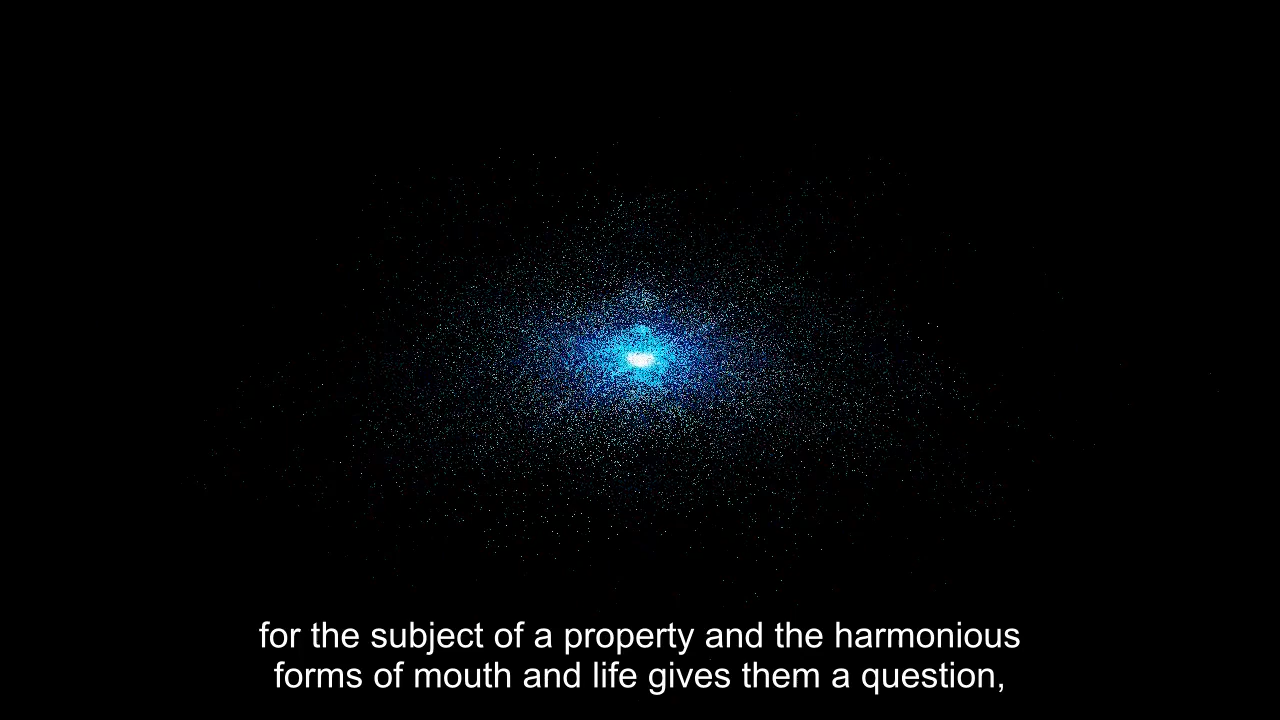 for the subject of a property and the harmonious
forms of mouth and life gives them a question,